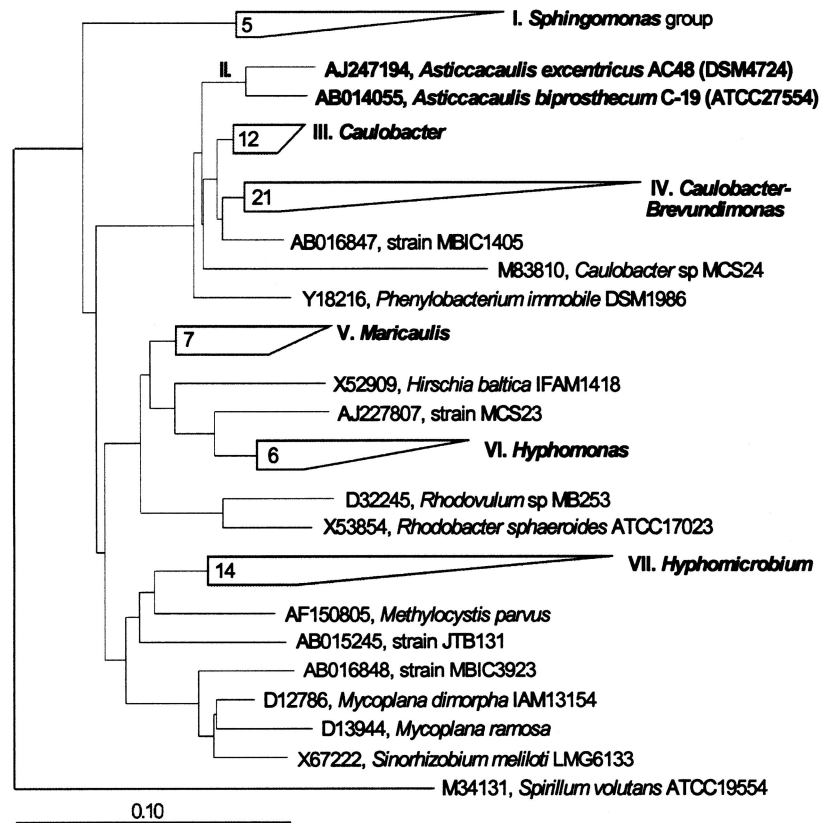 5
I. Sphingomonas group
II.
AJ247194, Asticcacaulis excentricus AC48 (DSM4724)
AB014055, Asticcacaulis biprosthecum C-19 (ATCC27554)
12
III. Caulobacter
21
IV. Caulobacter-
Brevundimonas
AB016847, strain MBIC1405
M83810, Caulobacter sp MCS24
Y18216, Phenylobacterium immobile DSM1986
7
V. Maricaulis
X52909, Hirschia baltica IFAM1418
AJ227807, strain MCS23
6
VI. Hyphomonas
D32245, Rhodovulum sp MB253
X53854, Rhodobacter sphaeroides ATCC17023
14
VII. Hyphomicrobium
AF150805, Methylocystis parvus
AB015245, strain JTB131
AB016848, strain MBIC3923
D12786, Mycoplana dimorpha IAM13154
D13944, Mycoplana ramosa
X67222, Sinorhizobium meliloti LMG6133
M34131, Spirillum volutans ATCC19554
0.10